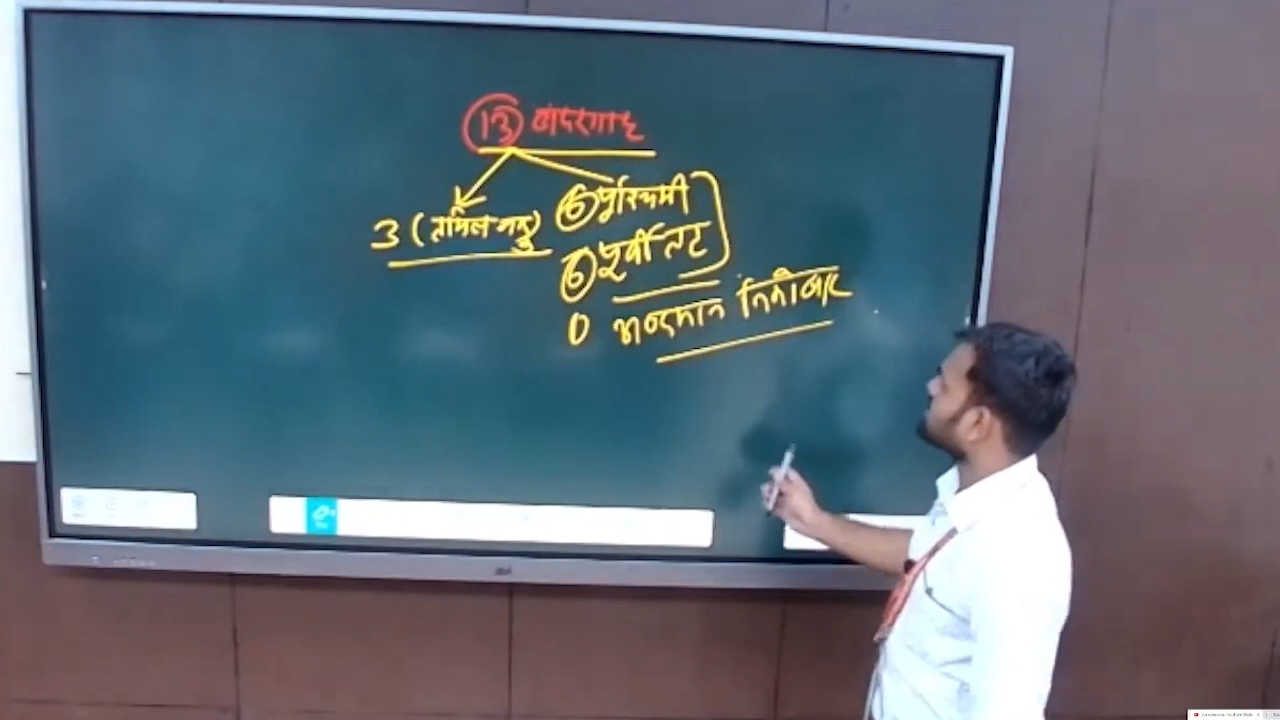 13 बंदरगाह
3 (तमिलनाडु)
6 पश्चिमी
6 पूर्वी तट
0 अण्डमान निकोबार